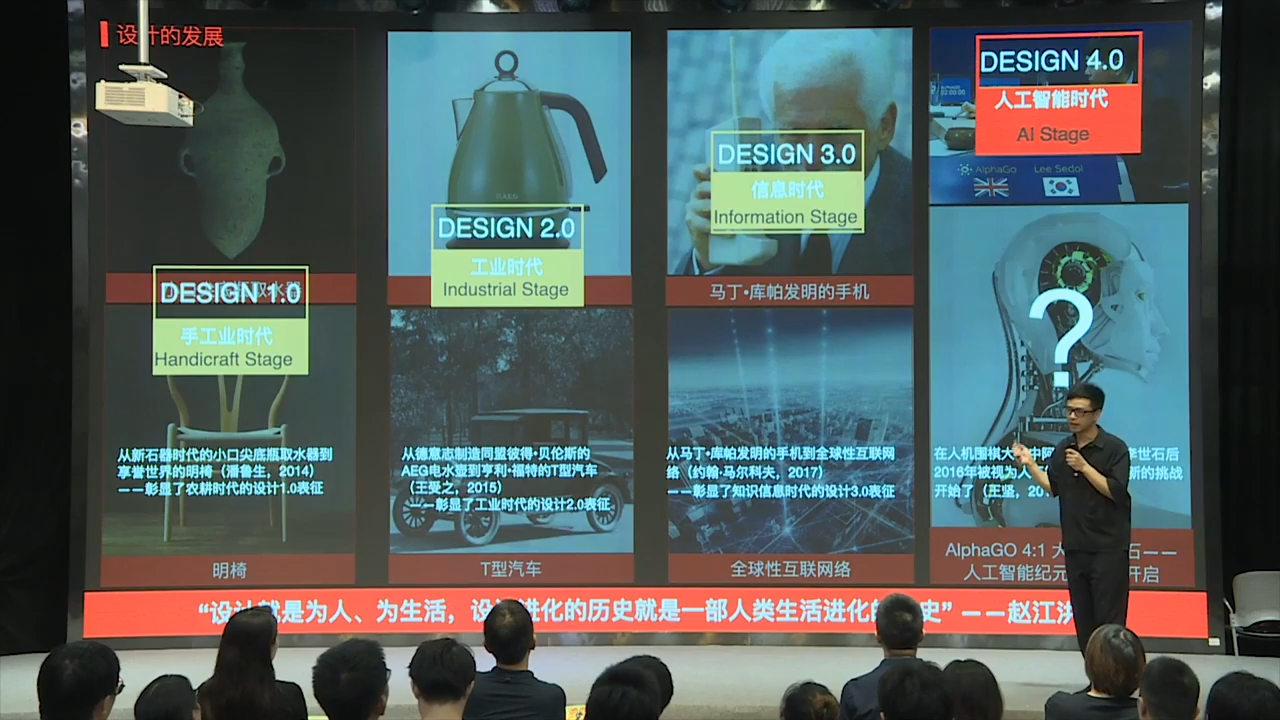 设计的发展
DESIGN 1.0
手工业时代
Handicraft Stage
从新石器时代的小口尖底瓶取水器到
享誉世界的明椅（潘鲁生，2014）
——彰显了农耕时代的设计1.0表征
明椅
DESIGN 2.0
工业时代
Industrial Stage
从德意志制造同盟彼得•贝伦斯的
AEG电水壶到亨利•福特的T型汽车
（王受之，2015）
——彰显了工业时代的设计2.0表征
T型汽车
DESIGN 3.0
信息时代
Information Stage
马丁•库帕发明的手机
从马丁•库帕发明的手机到全球性互联网
络（约翰•马尔科夫，2017）
——彰显了知识信息时代的设计3.0表征
全球性互联网络
DESIGN 4.0
人工智能时代
AI Stage
AlphaGo
Lee Sedol
?
在人机围棋大
2016年被视为人
新的挑战
开始了（王坚，
AlphaGO 4:1 大
石——
人工智能纪元
开启
“设计就是为人、为生活，设计进化的历史就是一部人类生活进化的历史”——赵江洪